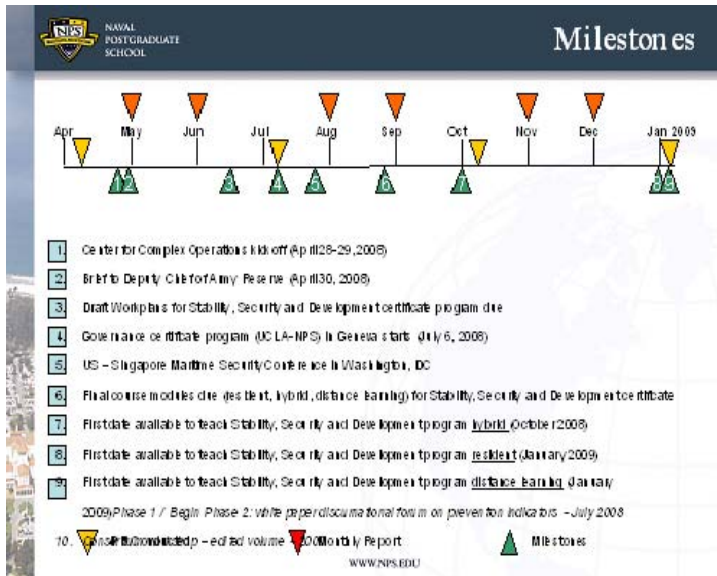 NPS
NAVAL
POSTGRADUATE
SCHOOL
Milestones
Apr May Jun Jul Aug Sep Oct Nov Dec Jan 2009
1 2 3 4 5 6 7 8 9
1. Center for Complex Operations kick off (April 28-29, 2008)
2. Brief to Deputy Chief of Army Reserve (April 30, 2008)
3. Draft Workplans for Stability, Security and Development certificate program due
4. Governance certificate program (UCLA-NPS) in Geneva starts (July 6, 2008)
5. US – Singapore Maritime Security Conference in Washington, DC
6. Final course modules due (resident, hybrid, distance learning) for Stability, Security and Development certificate
7. First date available to teach Stability, Security and Development program hybrid (October 2008)
8. First date available to teach Stability, Security and Development program resident (January 2009)
9. First date available to teach Stability, Security and Development program distance learning (January
2009)Phase 1 / Begin Phase 2: white paper discu national forum on prevention indicators – July 2008
10. – edited volume Monthly Report Milestones
WWW.NPS.EDU